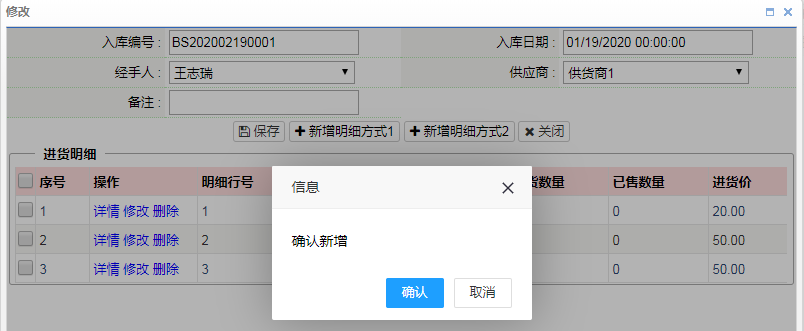 修改
入库编号 : BS202002190001 入库日期 : 01/19/2020 00:00:00
经手人 : 王志瑞 供应商 : 供货商1
备注 :
保存 新增明细方式1 新增明细方式2 关闭
进货明细
序号 操作 明细行号 数量 已售数量 进货价
信息
1 详情 修改 删除 1 0 20.00
确认新增
2 详情 修改 删除 2 0 50.00
3 详情 修改 删除 3 0 50.00
确认 取消